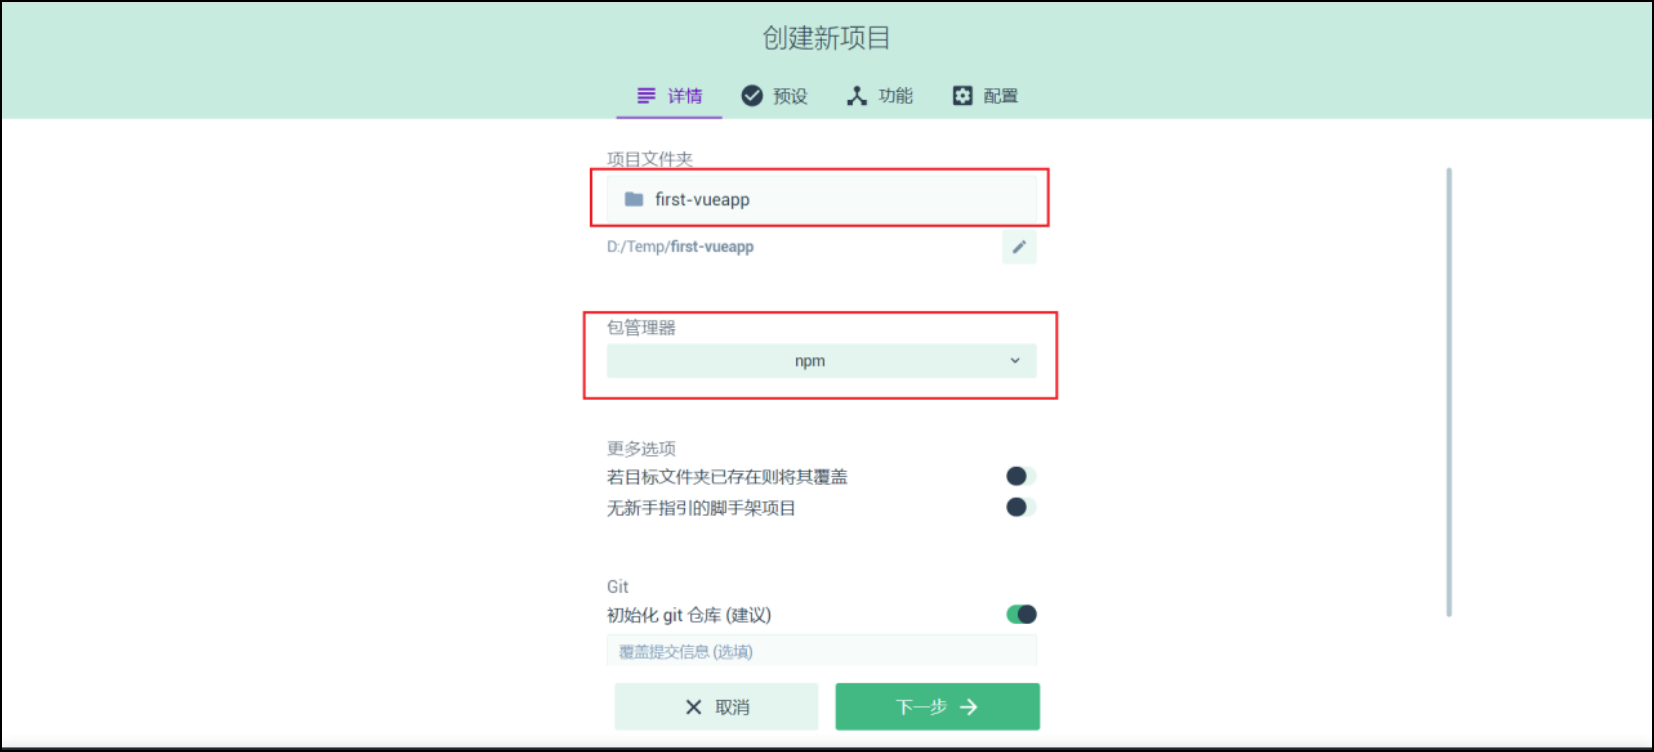 创建新项目
详情 预设 功能 配置
项目文件夹
first-vueapp
D:/Temp/first-vueapp
包管理器
npm
更多选项
若目标文件夹已存在则将其覆盖
无新手指引的脚手架项目
Git
初始化 git 仓库 (建议)
覆盖提交信息 (选填)
取消 下一步